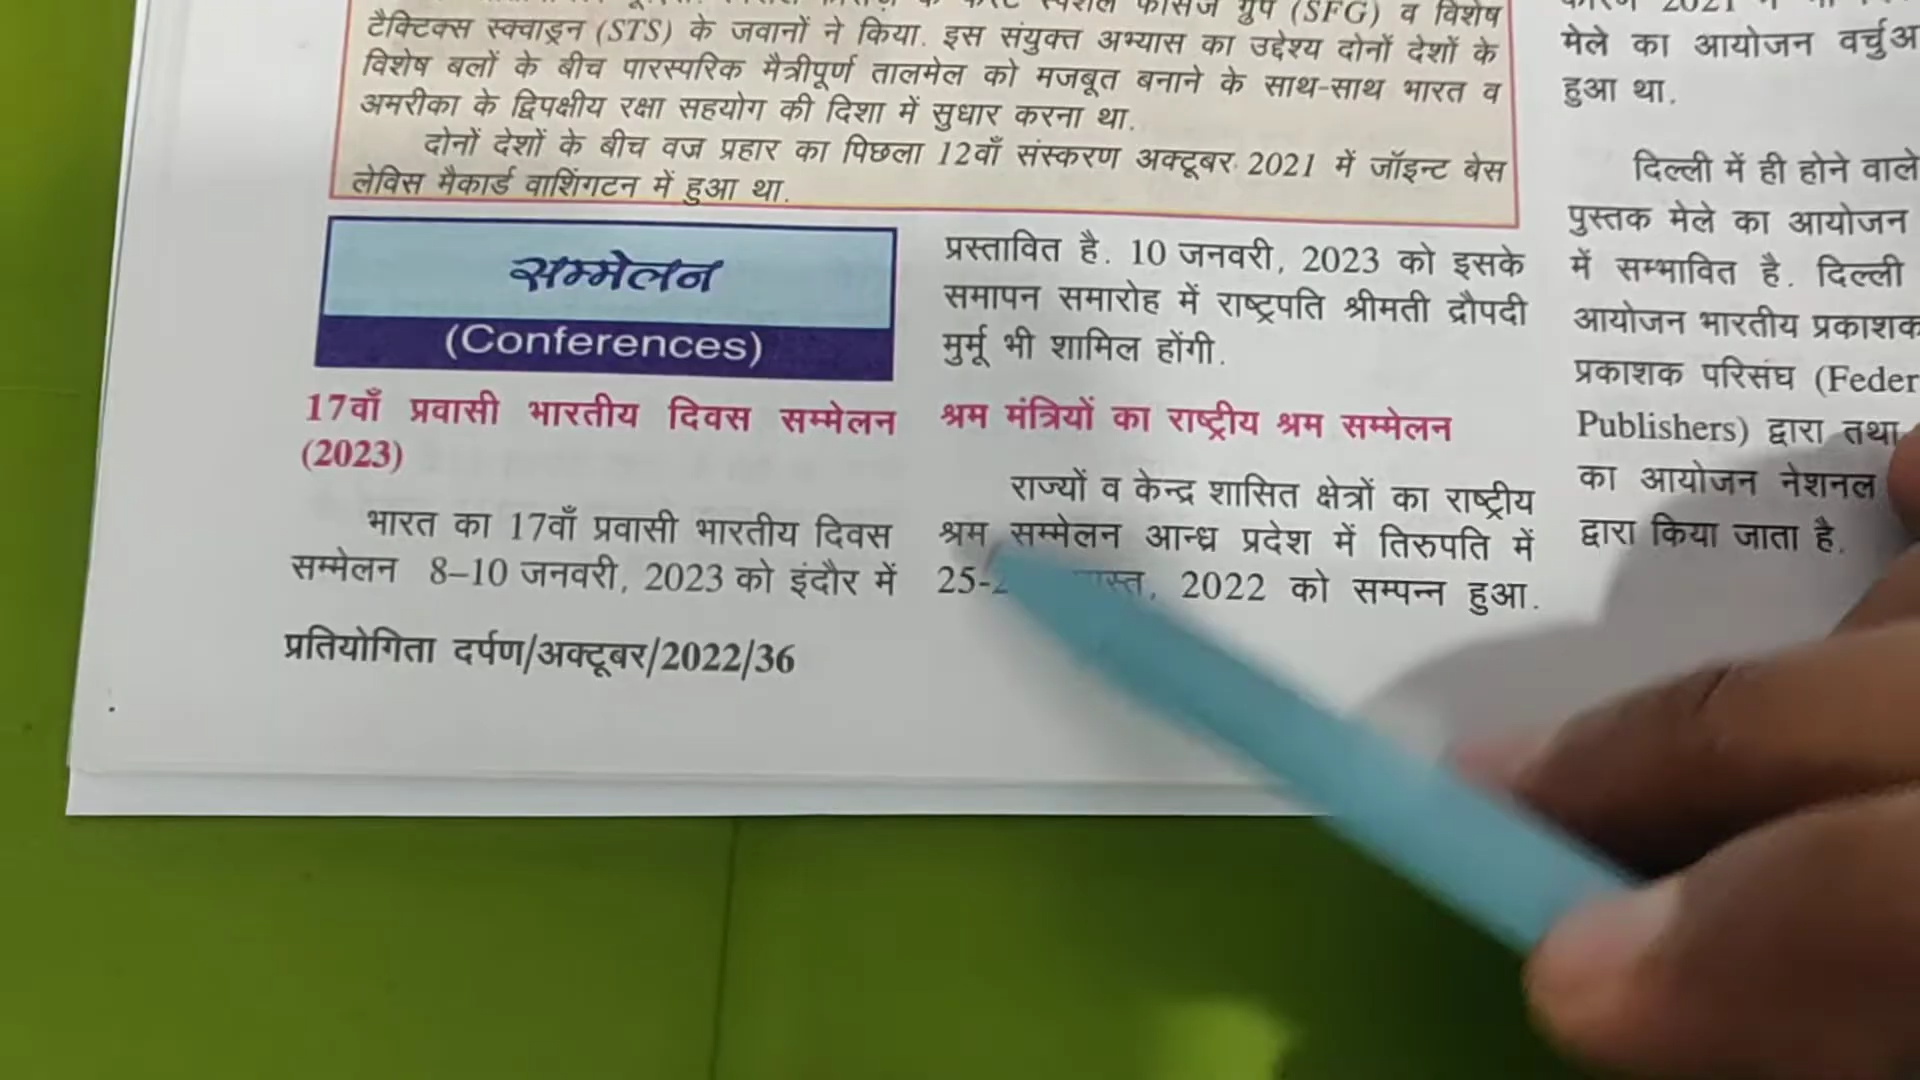 स्पेशल फोर्सेज ग्रुप (SFG) व विशेष
टैक्टिक्स स्क्वाड्रन (STS) के जवानों ने किया. इस संयुक्त अभ्यास का उद्देश्य दोनों देशों के
विशेष बलों के बीच पारस्परिक मैत्रीपूर्ण तालमेल को मजबूत बनाने के साथ-साथ भारत व
अमरीका के द्विपक्षीय रक्षा सहयोग की दिशा में सुधार करना था.
दोनों देशों के बीच वज्र प्रहार का पिछला 12वाँ संस्करण अक्टूबर 2021 में जॉइन्ट बेस
लेविस मैकार्ड वाशिंगटन में हुआ था.
सम्मेलन
(Conferences)
17वाँ प्रवासी भारतीय दिवस सम्मेलन
(2023)
भारत का 17वाँ प्रवासी भारतीय दिवस
सम्मेलन 8–10 जनवरी, 2023 को इंदौर में
प्रतियोगिता दर्पण/अक्टूबर/2022/36
प्रस्तावित है. 10 जनवरी, 2023 को इसके
समापन समारोह में राष्ट्रपति श्रीमती द्रौपदी
मुर्मू भी शामिल होंगी.
श्रम मंत्रियों का राष्ट्रीय श्रम सम्मेलन
राज्यों व केन्द्र शासित क्षेत्रों का राष्ट्रीय
श्रम सम्मेलन आन्ध्र प्रदेश में तिरुपति में
2022 को सम्पन्न हुआ.
मेले का आयोजन
हुआ था.
दिल्ली में ही होने वाले
पुस्तक मेले का आयोजन
में सम्भावित है. दिल्ली
आयोजन भारतीय प्रकाशक
प्रकाशक परिसंघ (Feder
Publishers) द्वारा तथा
का आयोजन नेशनल
द्वारा किया जाता है.